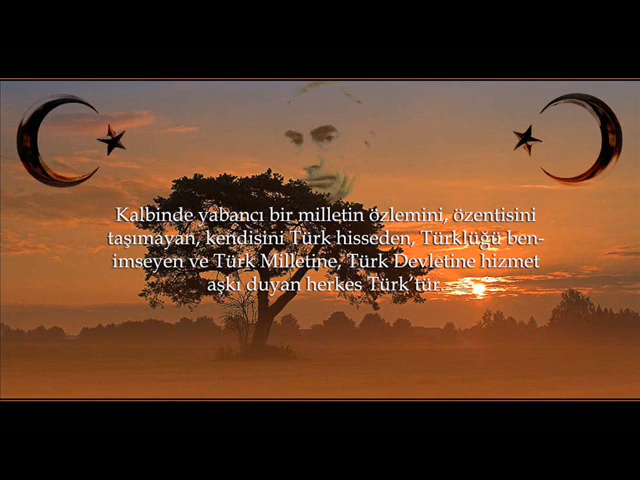 Kalbinde yabancı bir milletin özlemini, özentisini
taşımayan, kendisini Türk hisseden, Türklüğü ben-
imseyen ve Türk Milletine, Türk Devletine hizmet
aşkı duyan herkes Türk'tür.